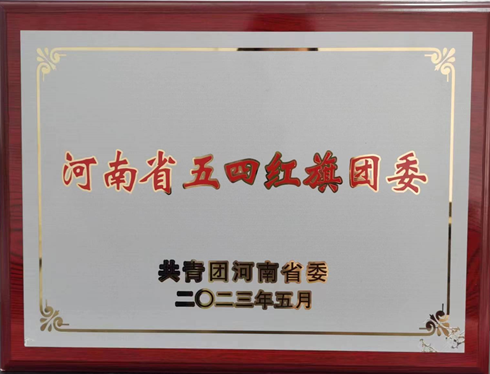 河南省五四红旗团委
共青团河南省委
二〇二三年五月